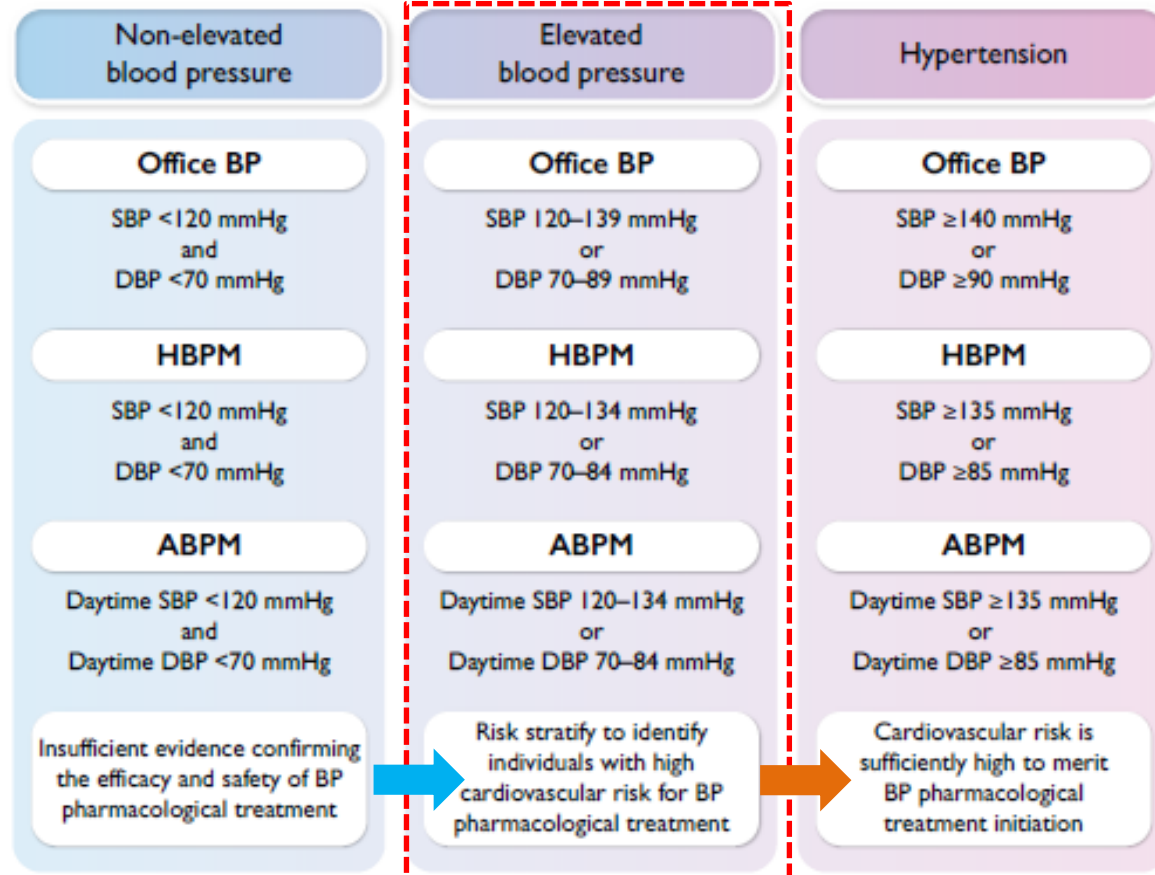 Non-elevated
blood pressure
Office BP
SBP <120 mmHg
and
DBP <70 mmHg
HBPM
SBP <120 mmHg
and
DBP <70 mmHg
ABPM
Daytime SBP <120 mmHg
and
Daytime DBP <70 mmHg
Insufficient evidence confirming
the efficacy and safety of BP
pharmacological treatment
Elevated
blood pressure
Office BP
SBP 120–139 mmHg
or
DBP 70–89 mmHg
HBPM
SBP 120–134 mmHg
or
DBP 70–84 mmHg
ABPM
Daytime SBP 120–134 mmHg
or
Daytime DBP 70–84 mmHg
Risk stratify to identify
individuals with high
cardiovascular risk for BP
pharmacological treatment
Hypertension
Office BP
SBP ≥140 mmHg
or
DBP ≥90 mmHg
HBPM
SBP ≥135 mmHg
or
DBP ≥85 mmHg
ABPM
Daytime SBP ≥135 mmHg
or
Daytime DBP ≥85 mmHg
Cardiovascular risk is
sufficiently high to merit
BP pharmacological
treatment initiation